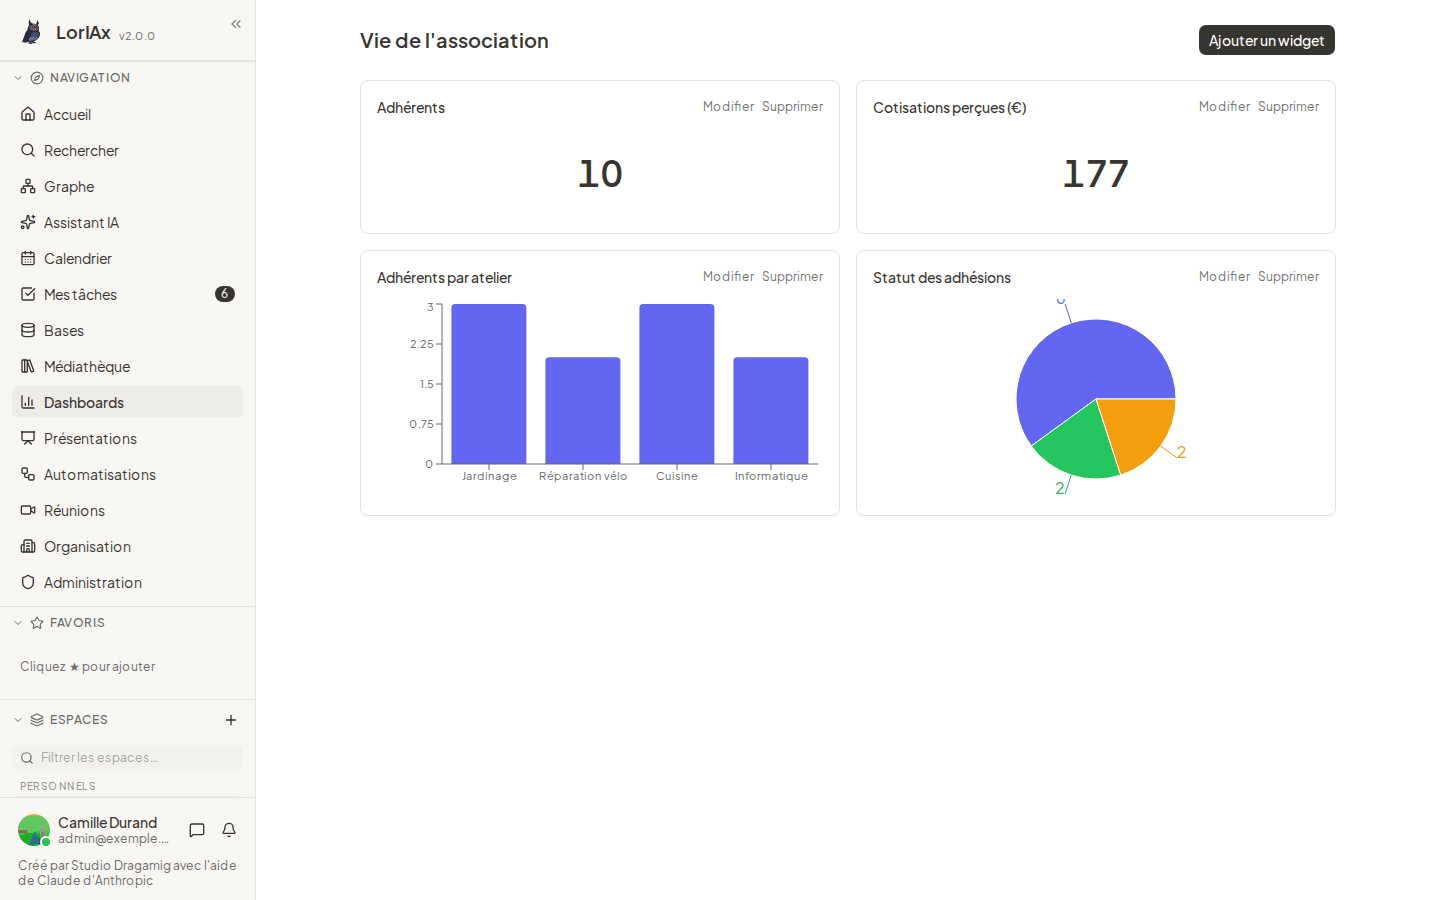 LorIAx v2.0.0
NAVIGATION
Accueil
Rechercher
Graphe
Assistant IA
Calendrier
Mes tâches 6
Bases
Médiathèque
Dashboards
Présentations
Automatisations
Réunions
Organisation
Administration
FAVORIS
Cliquez ★ pour ajouter
ESPACES
Filtrer les espaces…
PERSONNELS
Camille Durand
admin@exemple....
Créé par Studio Dragamig avec l'aide
de Claude d'Anthropic
Vie de l'association
Ajouter un widget
Adhérents Modifier Supprimer
10
Cotisations perçues (€) Modifier Supprimer
177
Adhérents par atelier Modifier Supprimer
3
2.25
1.5
0.75
0
Jardinage Réparation vélo Cuisine Informatique
Statut des adhésions Modifier Supprimer
2
2